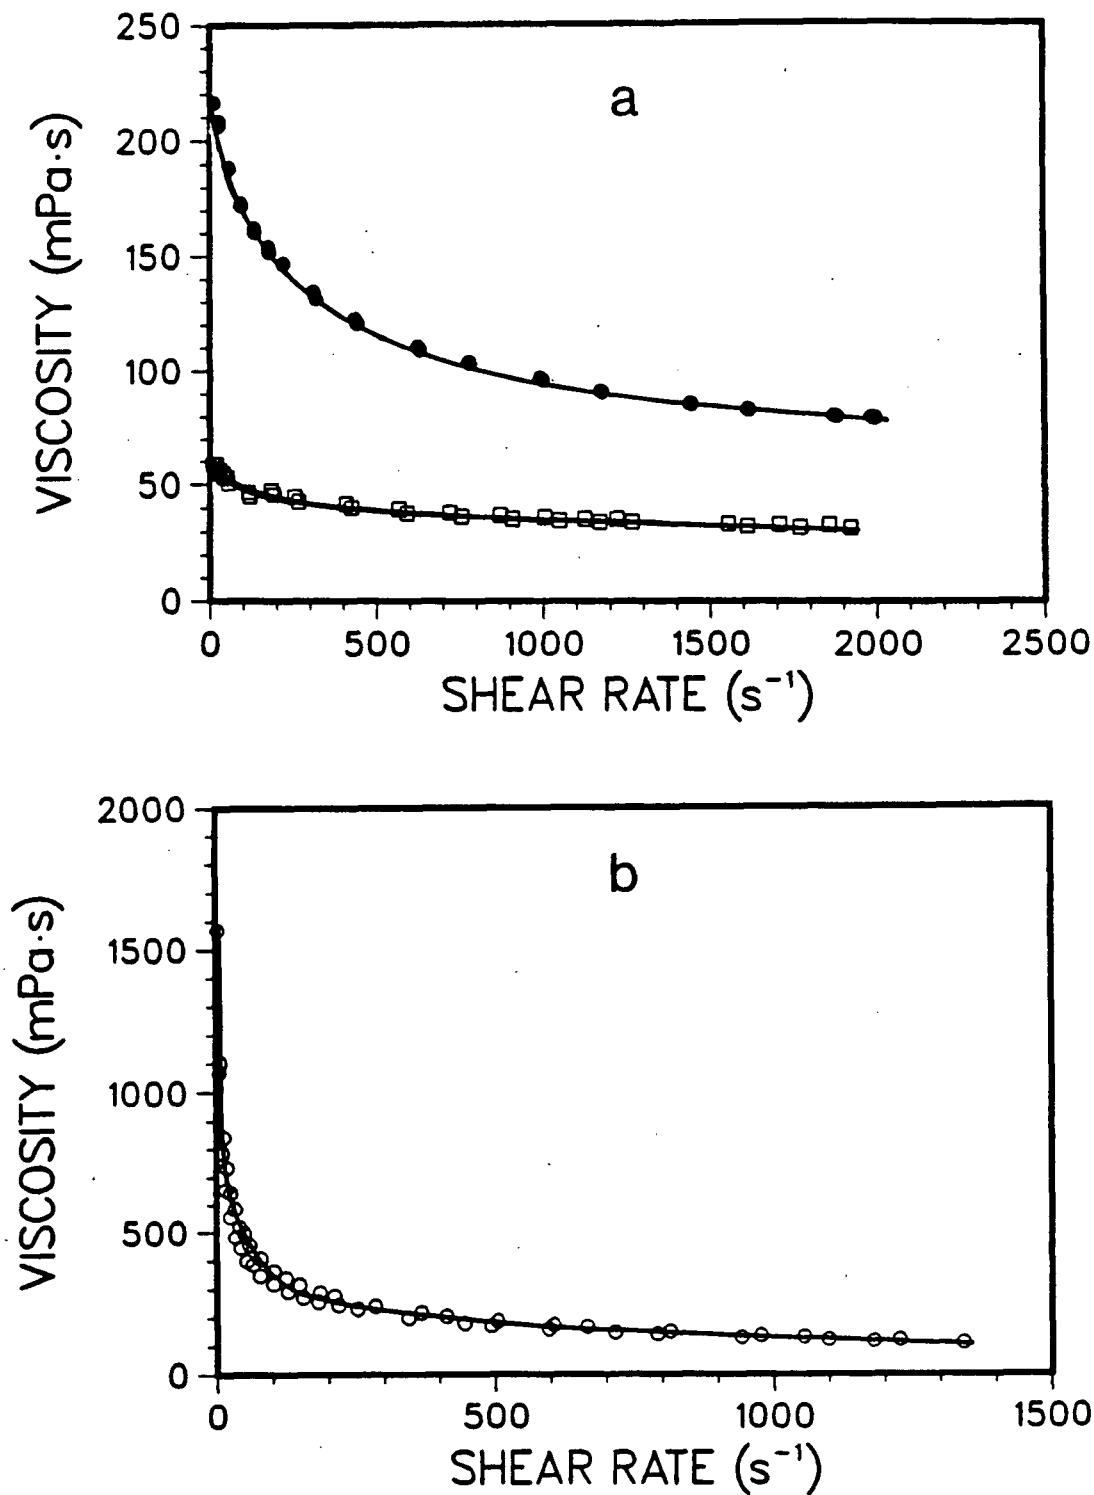 250
200
150
100
50
0
VISCOSITY (mPa·s)
a
0 500 1000 1500 2000 2500
SHEAR RATE (s⁻¹)
2000
1500
1000
500
0
VISCOSITY (mPa·s)
b
0 500 1000 1500
SHEAR RATE (s⁻¹)